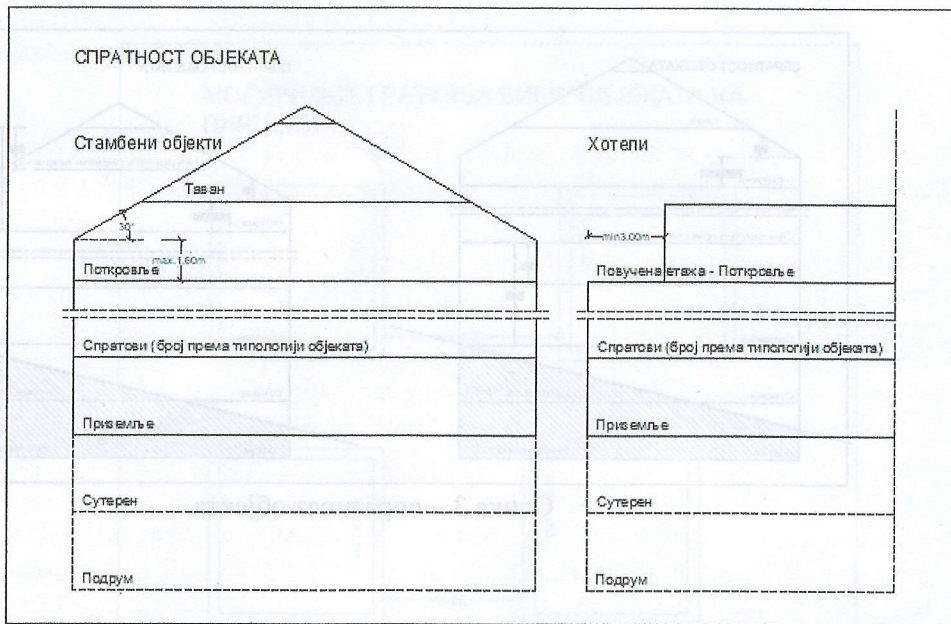 СПРАТНОСТ ОБЈЕКАТА
Стамбени објекти
Таван
30°
max.1.60m
Поткровље
Спратови (број према типологији објеката)
Приземље
Сутерен
Подрум
Хотели
min3.00m
Повучена етажа - Поткровље
Спратови (број према типологији објеката)
Приземље
Сутерен
Подрум